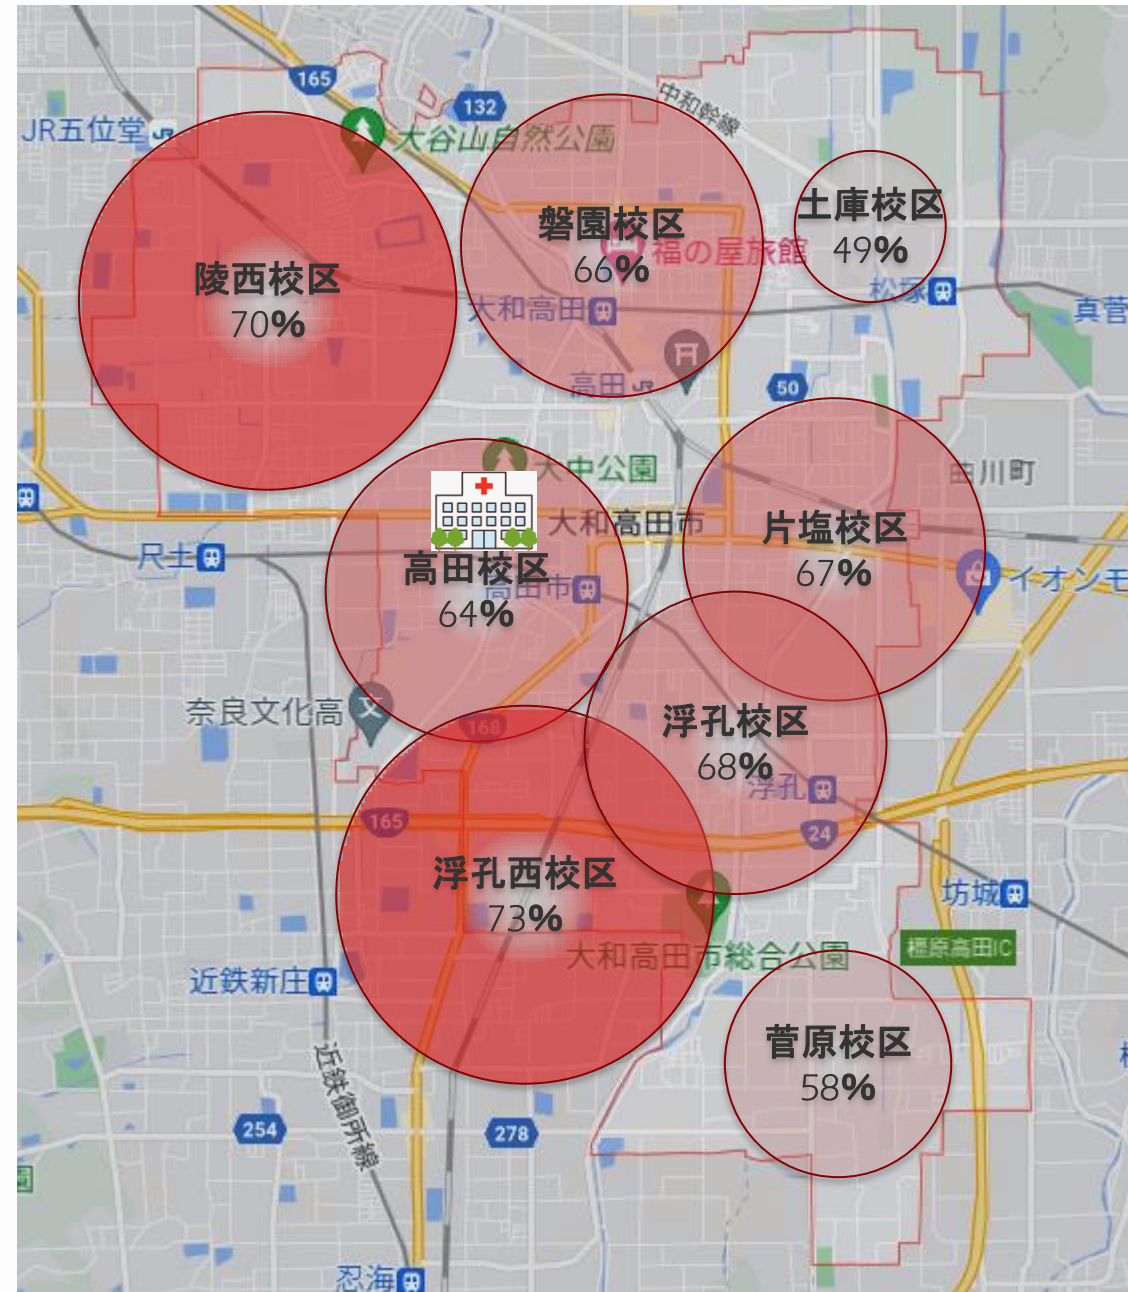 165
132
中和幹線
JR五位堂
大谷山自然公園
土庫校区
49%
磐園校区
66%
福の屋旅館
陵西校区
70%
松塚
真菅
大和高田
高田
50
大中公園
曲川町
大和高田市
片塩校区
67%
尺土
高田校区
64%
高田市
イオンモ
奈良文化高
168
浮孔校区
68%
浮孔
165
24
浮孔西校区
73%
坊城
大和高田市総合公園
橿原高田IC
近鉄新庄
菅原校区
58%
近鉄御所線
254
278
忍海